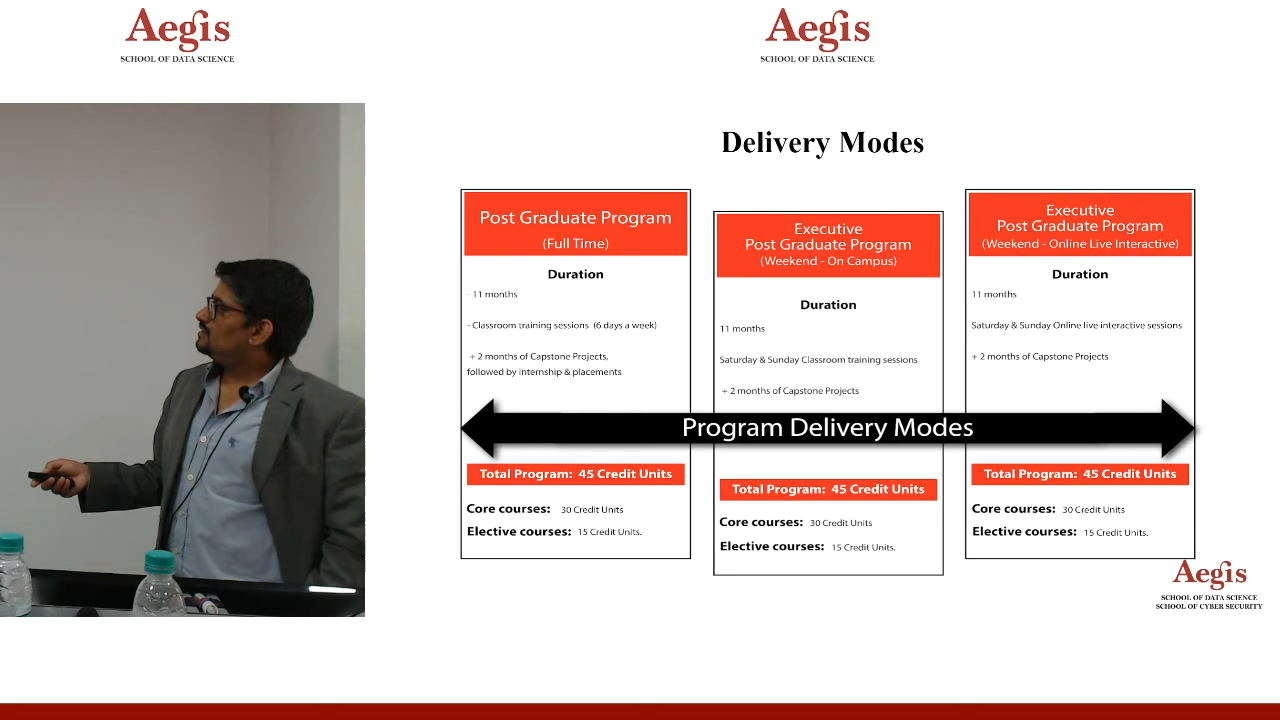 Aegis
SCHOOL OF DATA SCIENCE
Aegis
SCHOOL OF DATA SCIENCE
Delivery Modes
Post Graduate Program
(Full Time)
Duration
- 11 months
- Classroom training sessions (6 days a week)
+ 2 months of Capstone Projects,
followed by internship & placements
Executive
Post Graduate Program
(Weekend - On Campus)
Duration
11 months
Saturday & Sunday Classroom training sessions
+ 2 months of Capstone Projects
Executive
Post Graduate Program
(Weekend - Online Live Interactive)
Duration
11 months
Saturday & Sunday Online live interactive sessions
+ 2 months of Capstone Projects
Program Delivery Modes
Total Program: 45 Credit Units
Core courses: 30 Credit Units
Elective courses: 15 Credit Units.
Total Program: 45 Credit Units
Core courses: 30 Credit Units
Elective courses: 15 Credit Units.
Total Program: 45 Credit Units
Core courses: 30 Credit Units
Elective courses: 15 Credit Units.
Aegis
SCHOOL OF DATA SCIENCE
SCHOOL OF CYBER SECURITY